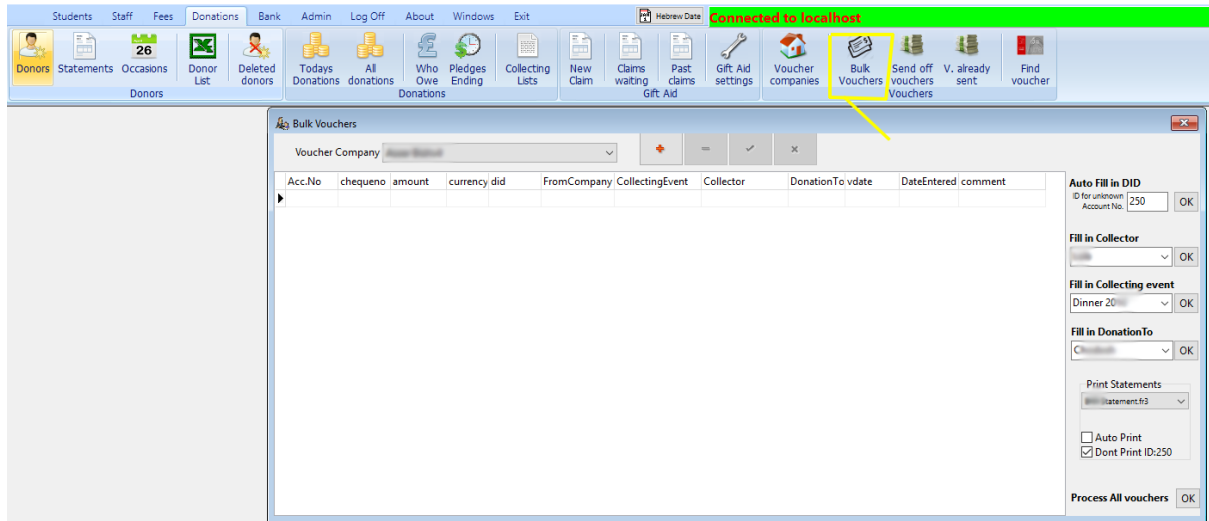 Students Staff Fees Donations Bank Admin Log Off About Windows Exit Hebrew Date Connected to localhost
26
Donors Statements Occasions Donor List Deleted donors Todays Donations All donations Who Owe Pledges Ending Collecting Lists New Claim Claims waiting Past claims Gift Aid settings Voucher companies Bulk Vouchers Send off vouchers V. already sent Find voucher
Donors Donations Gift Aid Vouchers
Bulk Vouchers
Voucher Company
Acc.No chequeno amount currency did FromCompany CollectingEvent Collector DonationTo vdate DateEntered comment
Auto Fill in DID
ID for unknown Account No. 250 OK
Fill in Collector
OK
Fill in Collecting event
Dinner 20 OK
Fill in DonationTo
OK
Print Statements
Statement.fr3
Auto Print
Dont Print ID:250
Process All vouchers OK